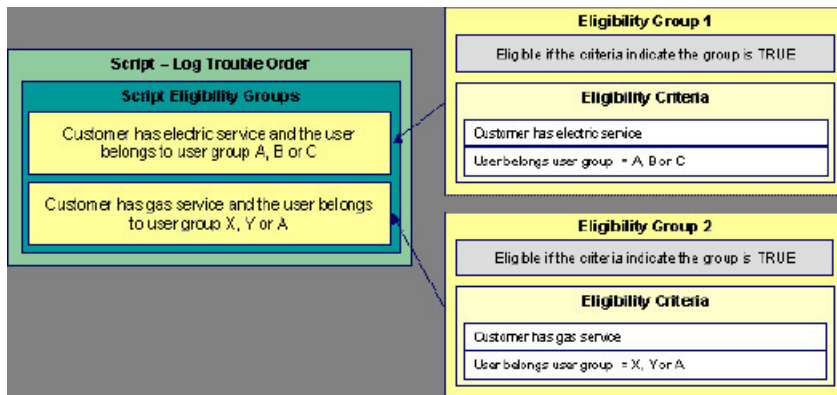 Script – Log Trouble Order
Script Eligibility Groups
Customer has electric service and the user
belongs to user group A, B or C
Customer has gas service and the user belongs
to user group X, Y or A
Eligibility Group 1
Eligible if the criteria indicate the group is TRUE
Eligibility Criteria
Customer has electric service
User belongs user group = A, B or C
Eligibility Group 2
Eligible if the criteria indicate the group is TRUE
Eligibility Criteria
Customer has gas service
User belongs user group = X, Y or A